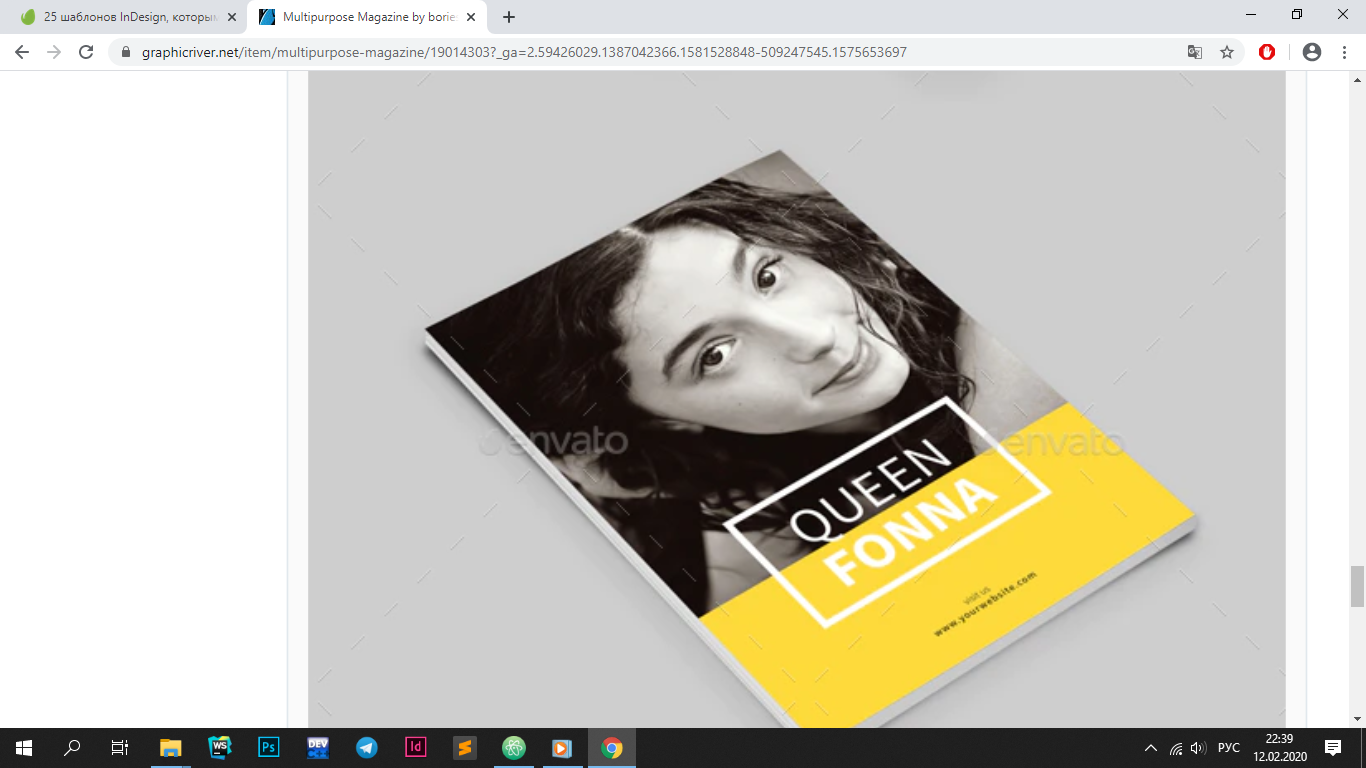 25 шаблонов InDesign, которым
Multipurpose Magazine by borie
graphicriver.net/item/multipurpose-magazine/19014303?_ga=2.59426029.1387042366.1581528848-509247545.1575653697
envato
envato
QUEEN
FONNA
visit us
www.yourwebsite.com
WS
Ps
DEV
Id
РУС
22:39
12.02.2020